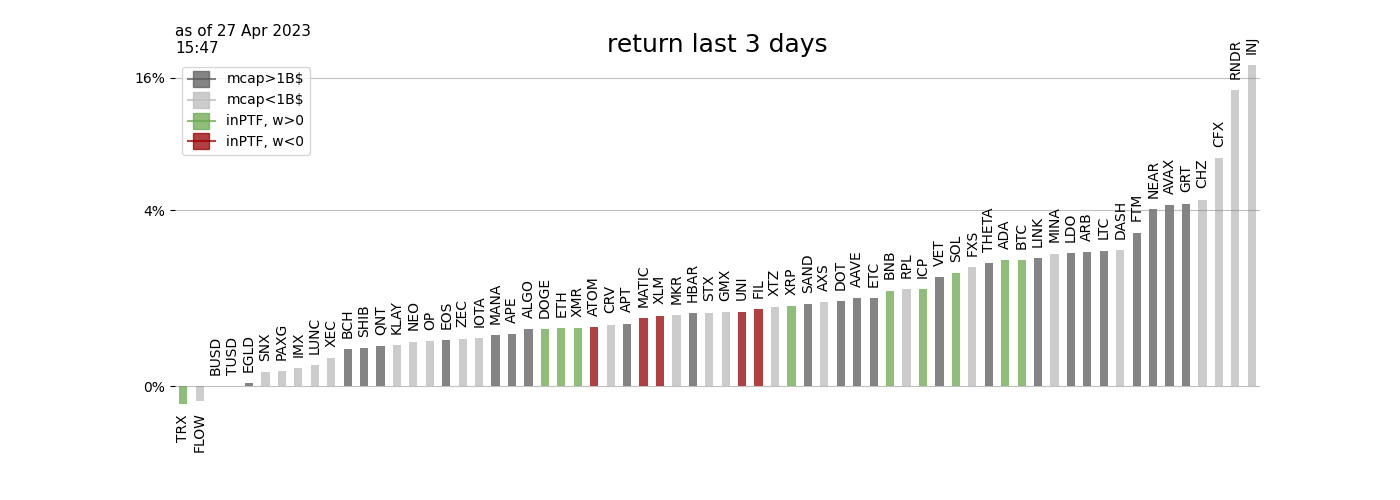 as of 27 Apr 2023
15:47
return last 3 days
16%
4%
0%
mcap>1B$
mcap<1B$
inPTF, w>0
inPTF, w<0
TRX
FLOW
BUSD
TUSD
EGLD
SNX
PAXG
IMX
LUNC
XEC
BCH
SHIB
QNT
KLAY
NEO
OP
EOS
ZEC
IOTA
MANA
APE
ALGO
DOGE
ETH
XMR
ATOM
CRV
APT
MATIC
XLM
MKR
HBAR
STX
GMX
UNI
FIL
XTZ
XRP
SAND
AXS
DOT
AAVE
ETC
BNB
RPL
ICP
VET
SOL
FXS
THETA
ADA
BTC
LINK
MINA
LDO
ARB
LTC
DASH
FTM
NEAR
AVAX
GRT
CHZ
CFX
RNDR
INJ